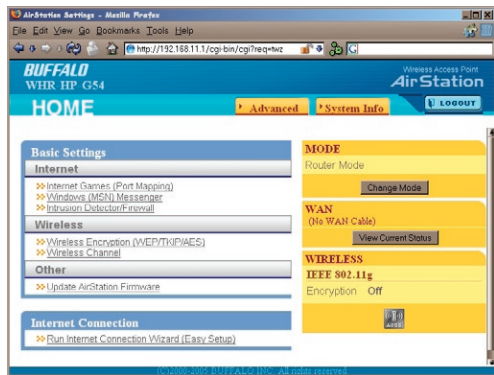 AirStation Settings - Mozilla Firefox
File Edit View Go Bookmarks Tools Help
http://192.168.11.1/cgi-bin/cgi?req=twz
BUFFALO
WHR HP G54
Wireless Access Point
AirStation
HOME
Advanced
System Info
LOGOUT
Basic Settings
Internet
Internet Games (Port Mapping)
Windows (MSN) Messenger
Intrusion Detector/Firewall
Wireless
Wireless Encryption (WEP/TKIP/AES)
Wireless Channel
Other
Update AirStation Firmware
Internet Connection
Run Internet Connection Wizard (Easy Setup)
MODE
Router Mode
Change Mode
WAN
(No WAN Cable)
View Current Status
WIRELESS
IEEE 802.11g
Encryption Off
AOSS
(C)2000-2005 BUFFALO INC. All rights reserved.